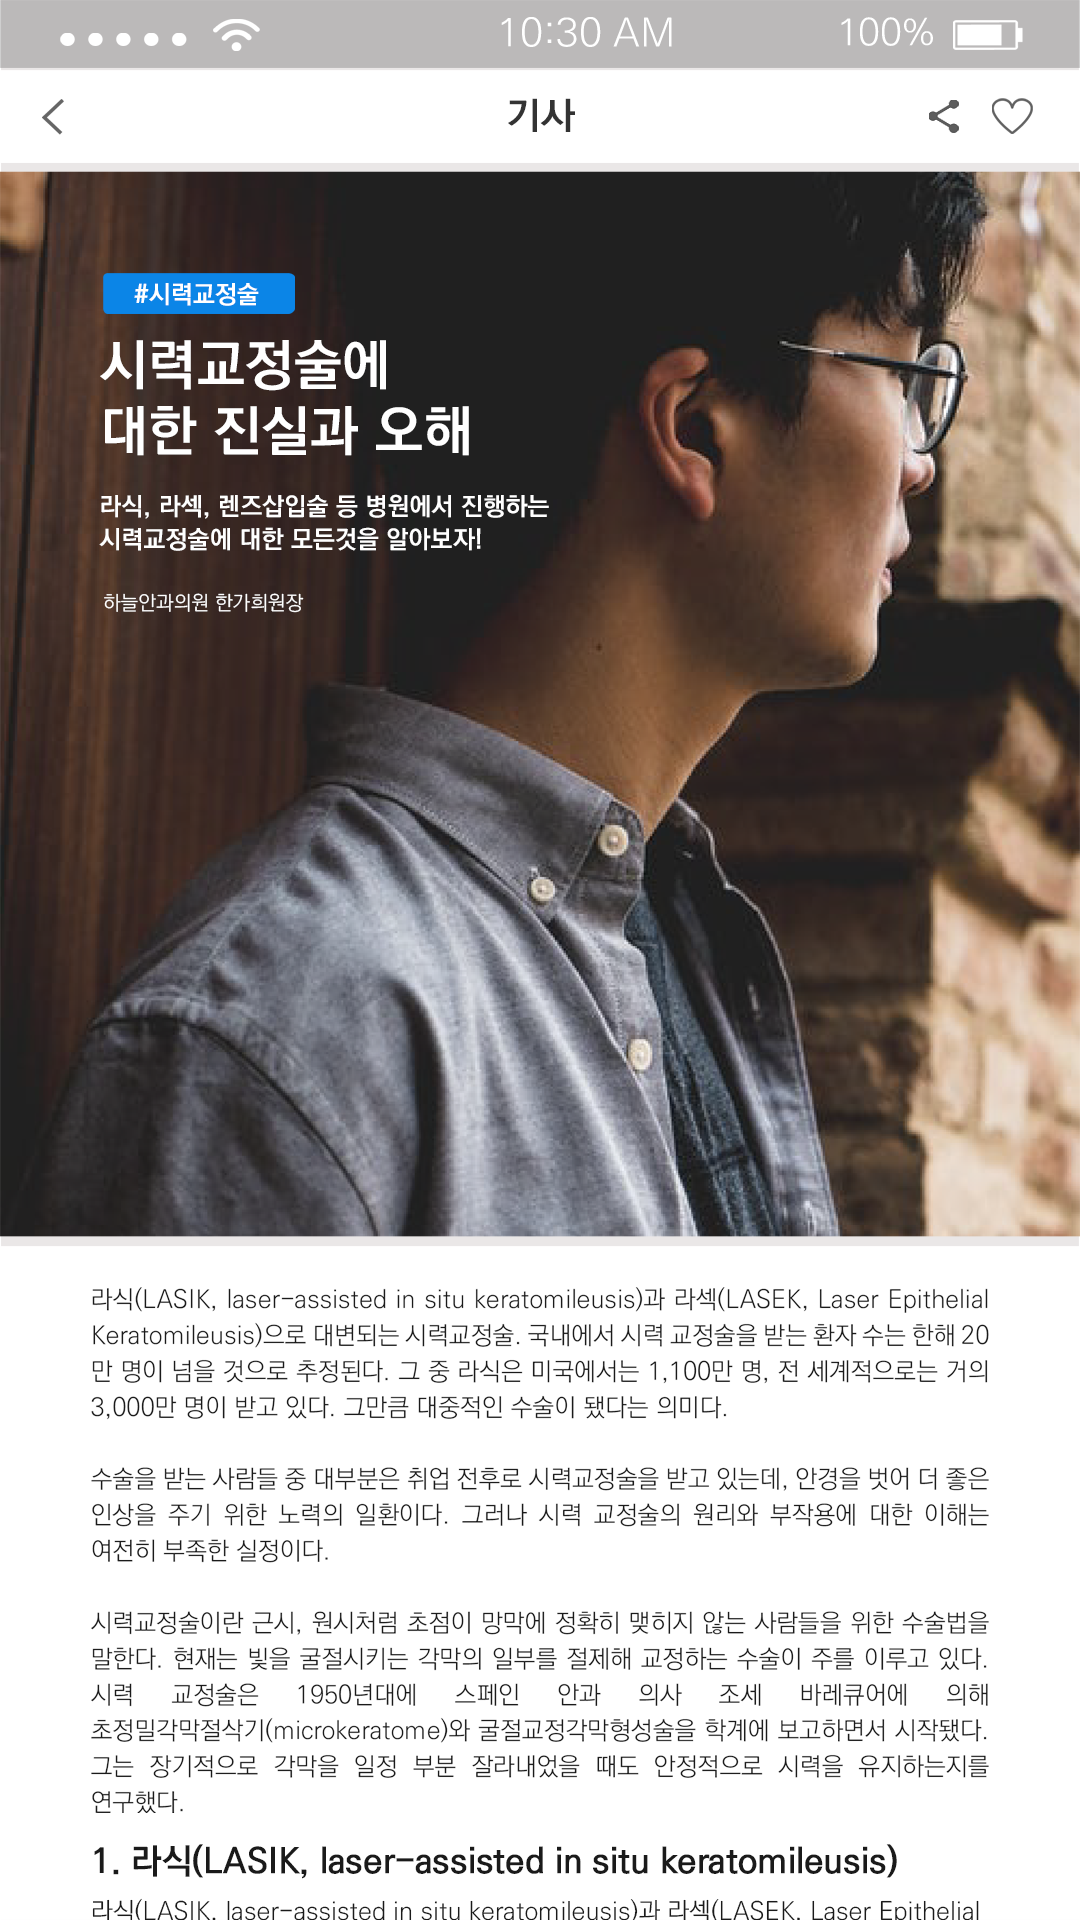 10:30 AM
100%
기사
#시력교정술
시력교정술에
대한 진실과 오해
라식, 라섹, 렌즈삽입술 등 병원에서 진행하는
시력교정술에 대한 모든것을 알아보자!
하늘안과의원 한가희원장
라식(LASIK, laser-assisted in situ keratomileusis)과 라섹(LASEK, Laser Epithelial
Keratomileusis)으로 대변되는 시력교정술. 국내에서 시력 교정술을 받는 환자 수는 한해 20
만 명이 넘을 것으로 추정된다. 그 중 라식은 미국에서는 1,100만 명, 전 세계적으로는 거의
3,000만 명이 받고 있다. 그만큼 대중적인 수술이 됐다는 의미다.
수술을 받는 사람들 중 대부분은 취업 전후로 시력교정술을 받고 있는데, 안경을 벗어 더 좋은
인상을 주기 위한 노력의 일환이다. 그러나 시력 교정술의 원리와 부작용에 대한 이해는
여전히 부족한 실정이다.
시력교정술이란 근시, 원시처럼 초점이 망막에 정확히 맺히지 않는 사람들을 위한 수술법을
말한다. 현재는 빛을 굴절시키는 각막의 일부를 절제해 교정하는 수술이 주를 이루고 있다.
시력 교정술은 1950년대에 스페인 안과 의사 조세 바레큐어에 의해
초정밀각막절삭기(microkeratome)와 굴절교정각막형성술을 학계에 보고하면서 시작됐다.
그는 장기적으로 각막을 일정 부분 잘라내었을 때도 안정적으로 시력을 유지하는지를
연구했다.
1. 라식(LASIK, laser-assisted in situ keratomileusis)
라식(LASIK, laser-assisted in situ keratomileusis)과 라섹(LASEK, Laser Epithelial